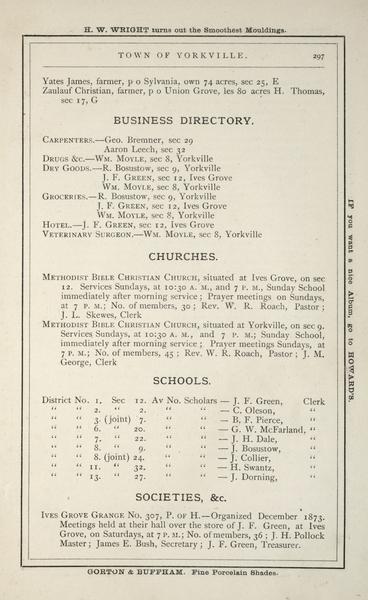 H. W. WRIGHT turns out the Smoothest Mouldings.
TOWN OF YORKVILLE. 297
Yates James, farmer, p o Sylvania, own 74 acres, sec 25, E
Zaulauf Christian, farmer, p o Union Grove, les 80 acres H. Thomas,
sec 17, G
BUSINESS DIRECTORY.
CARPENTERS.—Geo. Bremner, sec 29
Aaron Leech, sec 32
DRUGS &c.—WM. MOYLE, sec 8, Yorkville
DRY GOODS.—R. BOSUSTOW, sec 9, Yorkville
J. F. GREEN, sec 12, Ives Grove
WM. MOYLE, sec 8, Yorkville
GROCERIES.—R. BOSUSTOW, sec 9, Yorkville
J. F. GREEN, sec 12, Ives Grove
WM. MOYLE, sec 8, Yorkville
HOTEL.—J. F. GREEN, sec 12, Ives Grove
VETERINARY SURGEON.—WM. MOYLE, sec 8, Yorkville
CHURCHES.
METHODIST BIBLE CHRISTIAN CHURCH, situated at Ives Grove, on sec
12. Services Sundays, at 10:30 A. M., and 7 P. M., Sunday School
immediately after morning service; Prayer meetings on Sundays,
at 7 P. M.; No. of members, 30; Rev. W. R. Roach, Pastor;
J. L. Skewes, Clerk
METHODIST BIBLE CHRISTIAN CHURCH, situated at Yorkville, on sec 9.
Services Sundays, at 10:30 A. M., and 7 P. M.; Sunday School,
immediately after morning service; Prayer meetings Sundays, at
7 P. M.; No. of members, 45; Rev. W. R. Roach, Pastor; J. M.
George, Clerk
SCHOOLS.
District No. 1, Sec 12. Av No. Scholars — J. F. Green, Clerk
“ “ 2. “ 2. “ “ — C. Oleson, “
“ “ 3. (joint) 7. “ “ — B, F. Pierce, “
“ “ 6. “ 20. “ “ — G. W. McFarland, “
“ “ 7. “ 22. “ “ — J. H. Dale, “
“ “ 8. “ 9. “ “ — J. Bosustow, “
“ “ 8. (joint) 24. “ “ — J. Collier, “
“ “ 11. “ 32. “ “ — H. Swantz, “
“ “ 13. “ 27. “ “ — J. Dorning, “
SOCIETIES, &c.
IVES GROVE GRANGE NO. 307, P. OF H.—Organized December 1873.
Meetings held at their hall over the store of J. F. Green, at Ives
Grove, on Saturdays, at 7 P. M.; No. of members, 36; J. H. Pollock
Master; James E. Bush, Secretary; J. F. Green, Treasurer.
GORTON & BUFFHAM. Fine Porcelain Shades.
IF you want a nice Album, go to HOWARD'S.